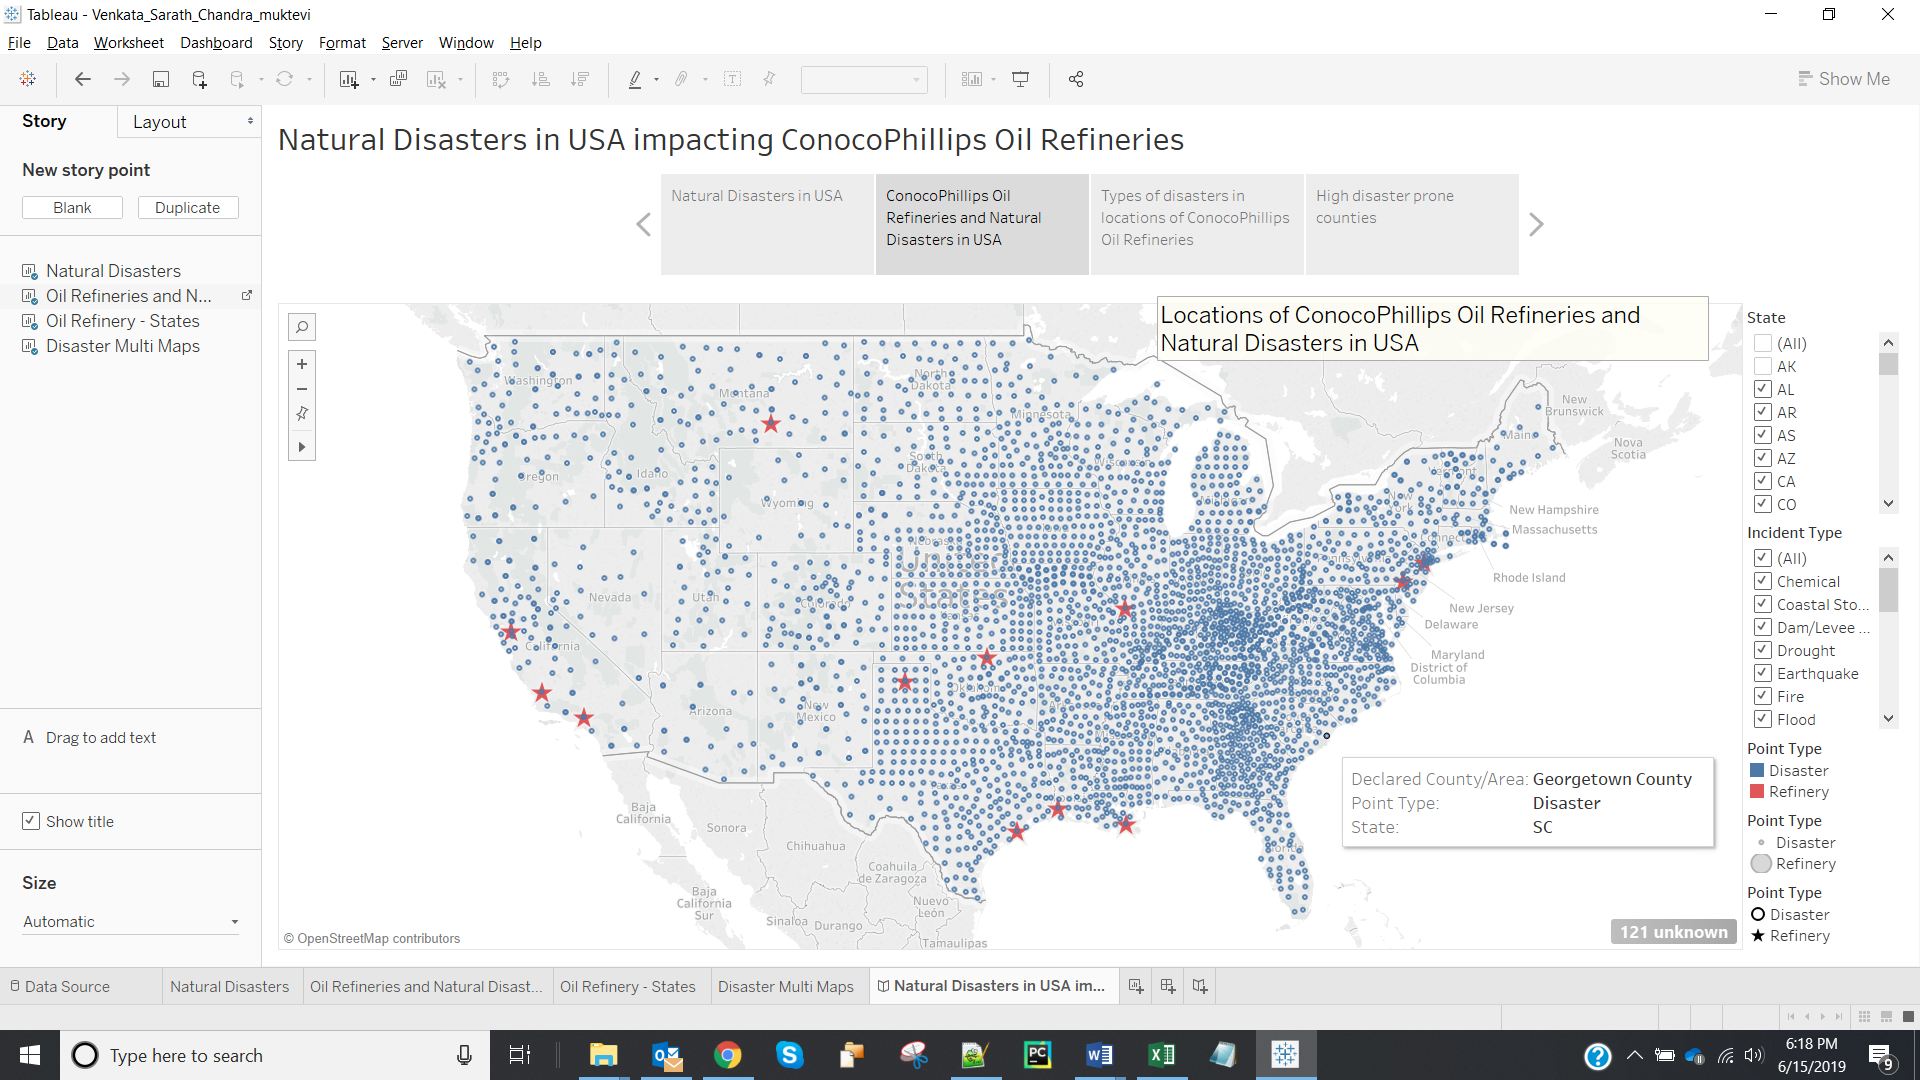 Tableau - Venkata_Sarath_Chandra_muktevi
File Data Worksheet Dashboard Story Format Server Window Help
Show Me
Story
Layout
New story point
Blank
Duplicate
Natural Disasters
Oil Refineries and N...
Oil Refinery - States
Disaster Multi Maps
A Drag to add text
Show title
Size
Automatic
Natural Disasters in USA impacting ConocoPhillips Oil Refineries
Natural Disasters in USA
ConocoPhillips Oil
Refineries and Natural
Disasters in USA
Types of disasters in
locations of ConocoPhillips
Oil Refineries
High disaster prone
counties
Locations of ConocoPhillips Oil Refineries and
Natural Disasters in USA
Washington
Montana
North
Dakota
Minnesota
Oregon
Idaho
South
Dakota
Wisconsin
Wyoming
Maine
New
Brunswick
Nova
Scotia
Vermont
New
York
New Hampshire
Massachusetts
Rhode Island
New Jersey
Delaware
Maryland
District of
Columbia
Nevada
Utah
Colorado
United
States
California
Arizona
New
Mexico
Oklahoma
Florida
Baja
California
Sonora
Chihuahua
Coahuila
de Zaragoza
Baja
California
Sur
Sinaloa
Durango
Nuevo
León
Tamaulipas
Declared County/Area: Georgetown County
Point Type: Disaster
State: SC
© OpenStreetMap contributors
121 unknown
State
(All)
AK
AL
AR
AS
AZ
CA
CO
Incident Type
(All)
Chemical
Coastal Sto...
Dam/Levee ...
Drought
Earthquake
Fire
Flood
Point Type
Disaster
Refinery
Point Type
Disaster
Refinery
Point Type
Disaster
Refinery
Data Source
Natural Disasters
Oil Refineries and Natural Disast...
Oil Refinery - States
Disaster Multi Maps
Natural Disasters in USA im...
Type here to search
6:18 PM
6/15/2019
9